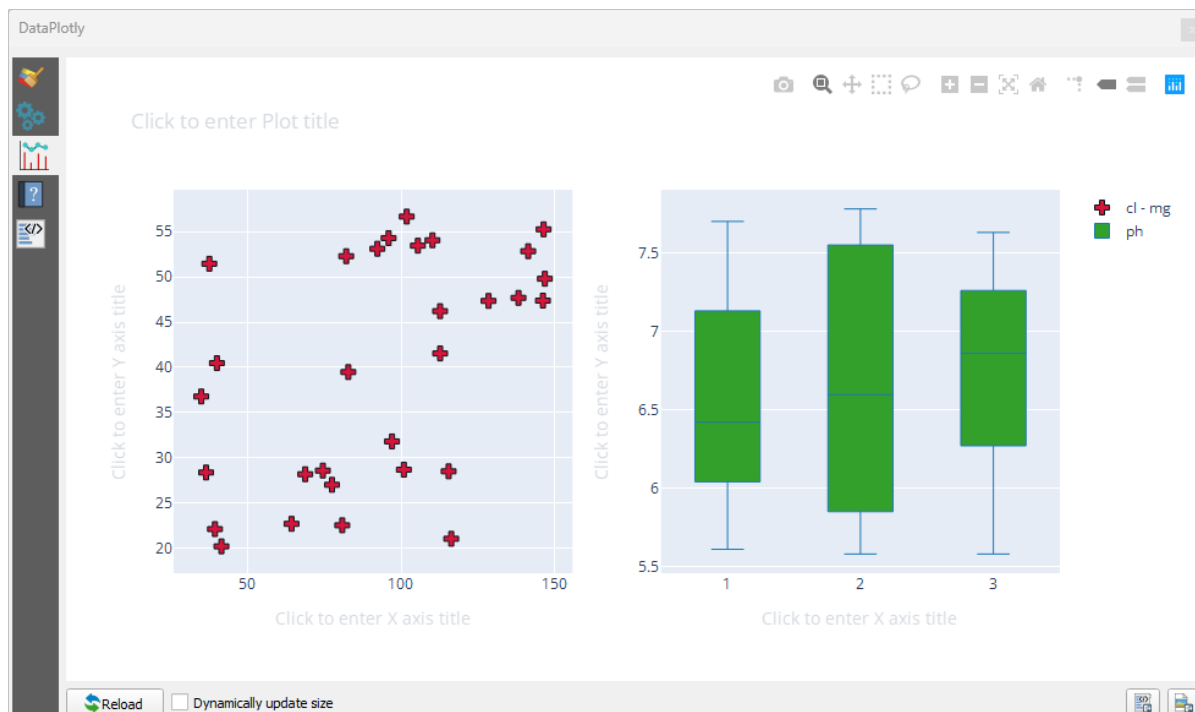 DataPlotly
Click to enter Plot title
cl - mg
ph
55
50
45
40
35
30
25
20
Click to enter Y axis title
50
100
150
Click to enter X axis title
7.5
7
6.5
6
5.5
Click to enter Y axis title
1
2
3
Click to enter X axis title
Reload
Dynamically update size
?
</>